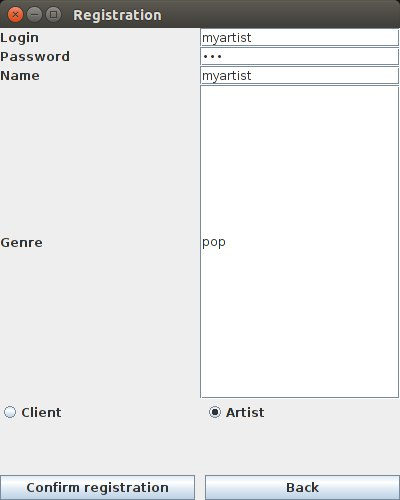 Registration
Login myartist
Password •••
Name myartist
Genre pop
Client Artist
Confirm registration Back